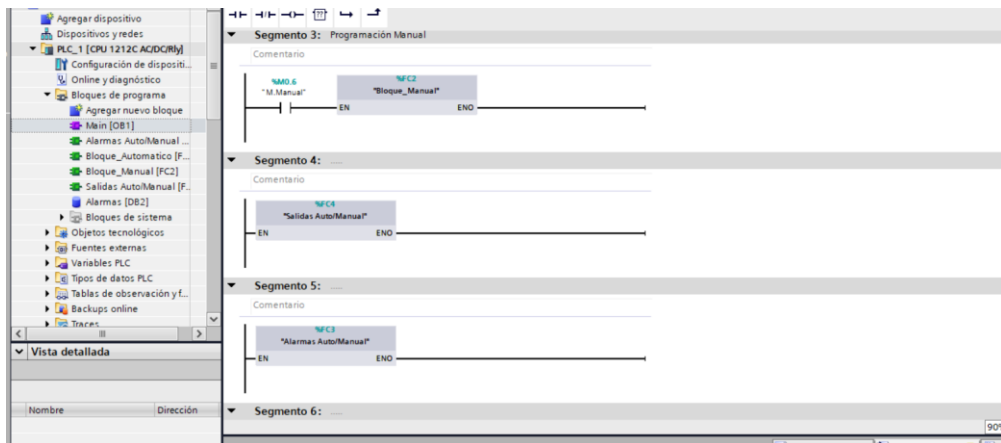 Agregar dispositivo
Dispositivos y redes
PLC_1 [CPU 1212C AC/DC/Rly]
Configuración de dispositi...
Online y diagnóstico
Bloques de programa
Agregar nuevo bloque
Main [OB1]
Alarmas Auto/Manual ...
Bloque_Automatico [F...
Bloque_Manual [FC2]
Salidas Auto/Manual [F...
Alarmas [DB2]
Bloques de sistema
Objetos tecnológicos
Fuentes externas
Variables PLC
Tipos de datos PLC
Tablas de observación y f...
Backups online
Traces
Vista detallada
Nombre Dirección
Segmento 3: Programación Manual
Comentario
%M0.6
"M.Manual"
%FC2
"Bloque_Manual"
EN ENO
Segmento 4: .....
Comentario
%FC4
"Salidas Auto/Manual"
EN ENO
Segmento 5: .....
Comentario
%FC3
"Alarmas Auto/Manual"
EN ENO
Segmento 6: .....